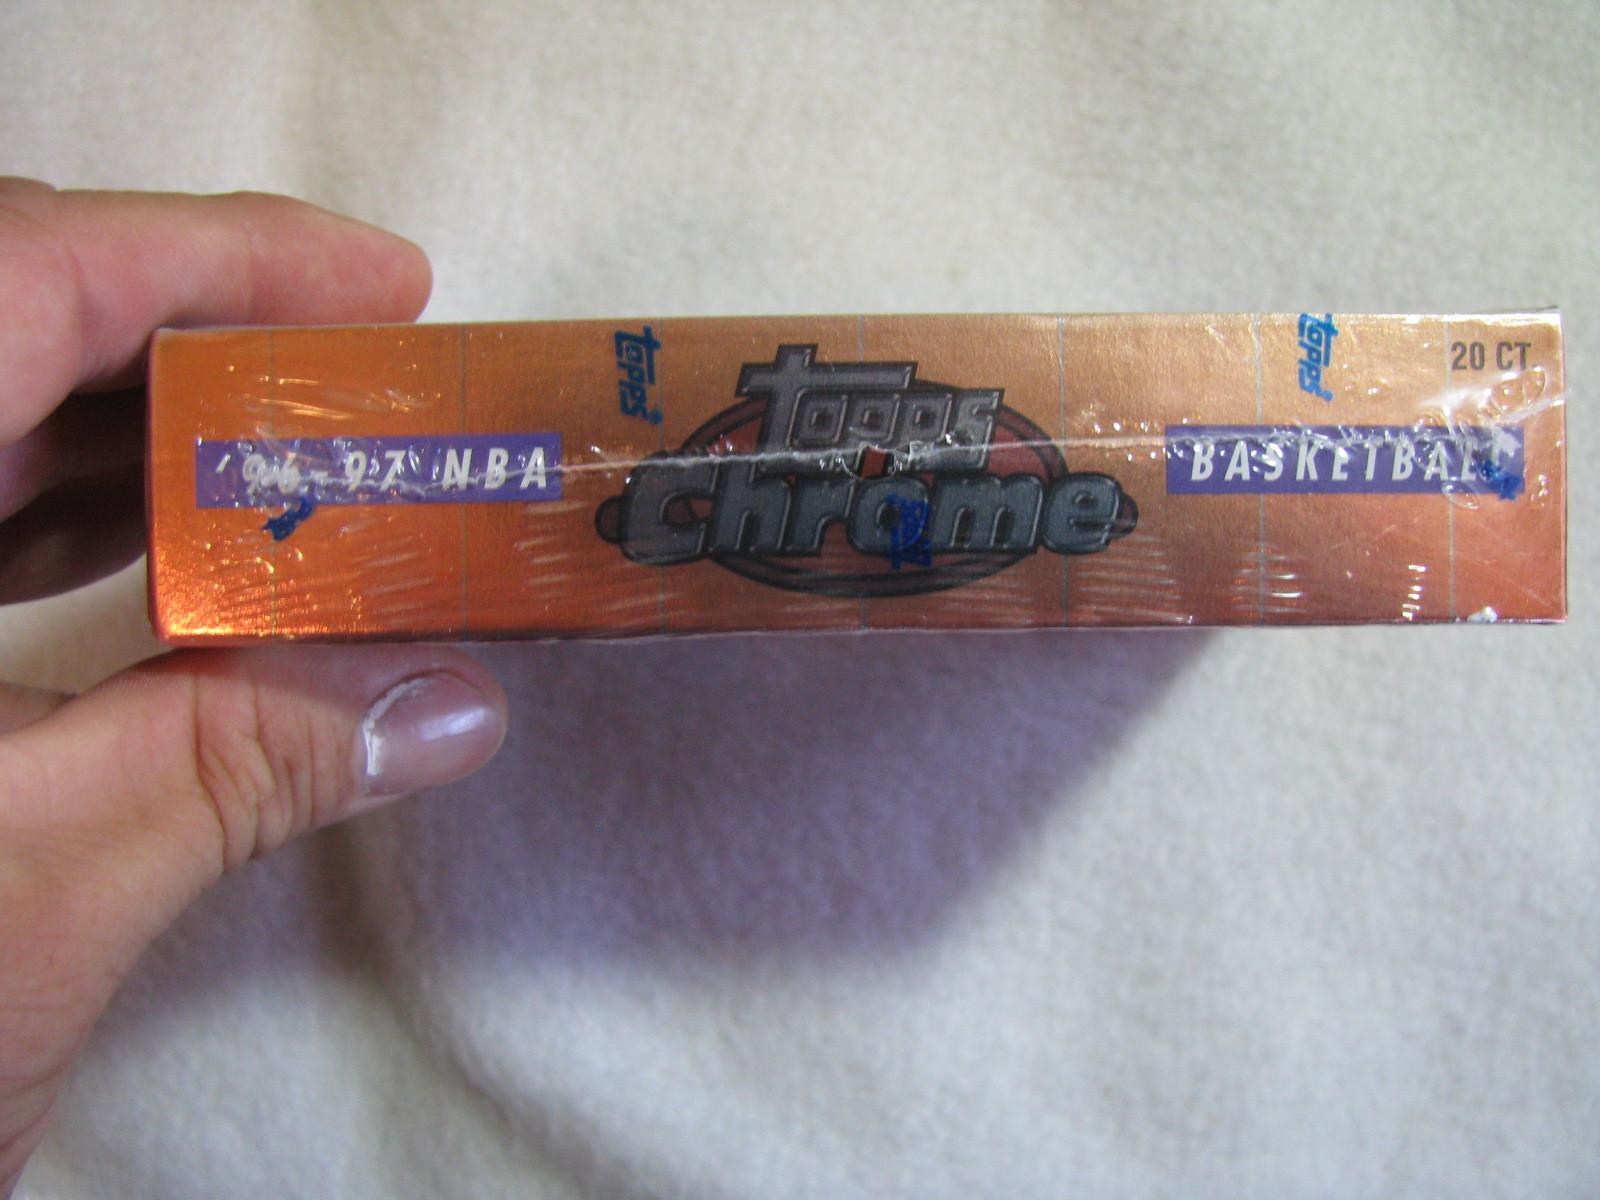 topps
topps
20 CT.
topps
Chrome
'96-97 NBA
BASKETBALL